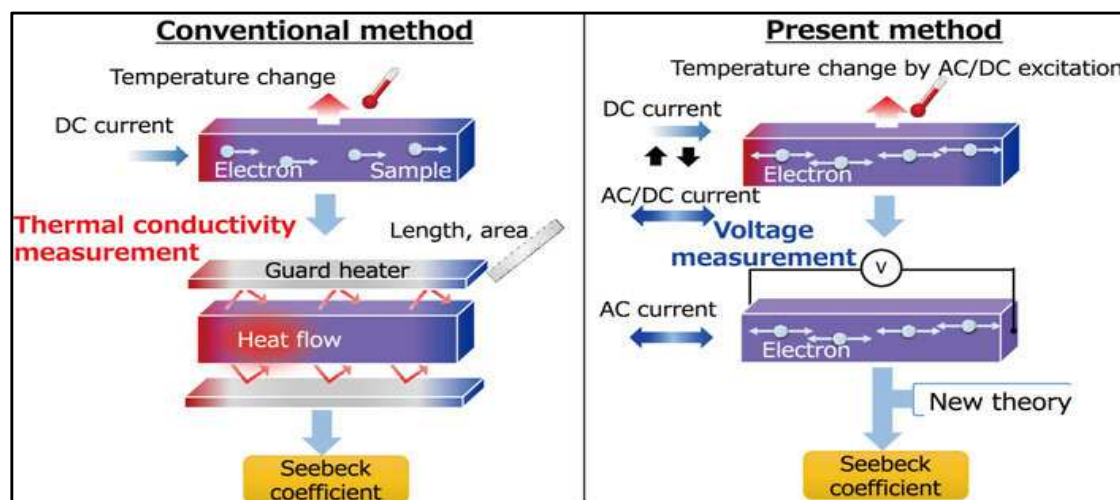 Conventional method
Temperature change
DC current
Electron
Sample
Thermal conductivity
measurement
Length, area
Guard heater
Heat flow
Seebeck
coefficient
Present method
Temperature change by AC/DC excitation
DC current
Electron
AC/DC current
Voltage
measurement
V
AC current
Electron
New theory
Seebeck
coefficient